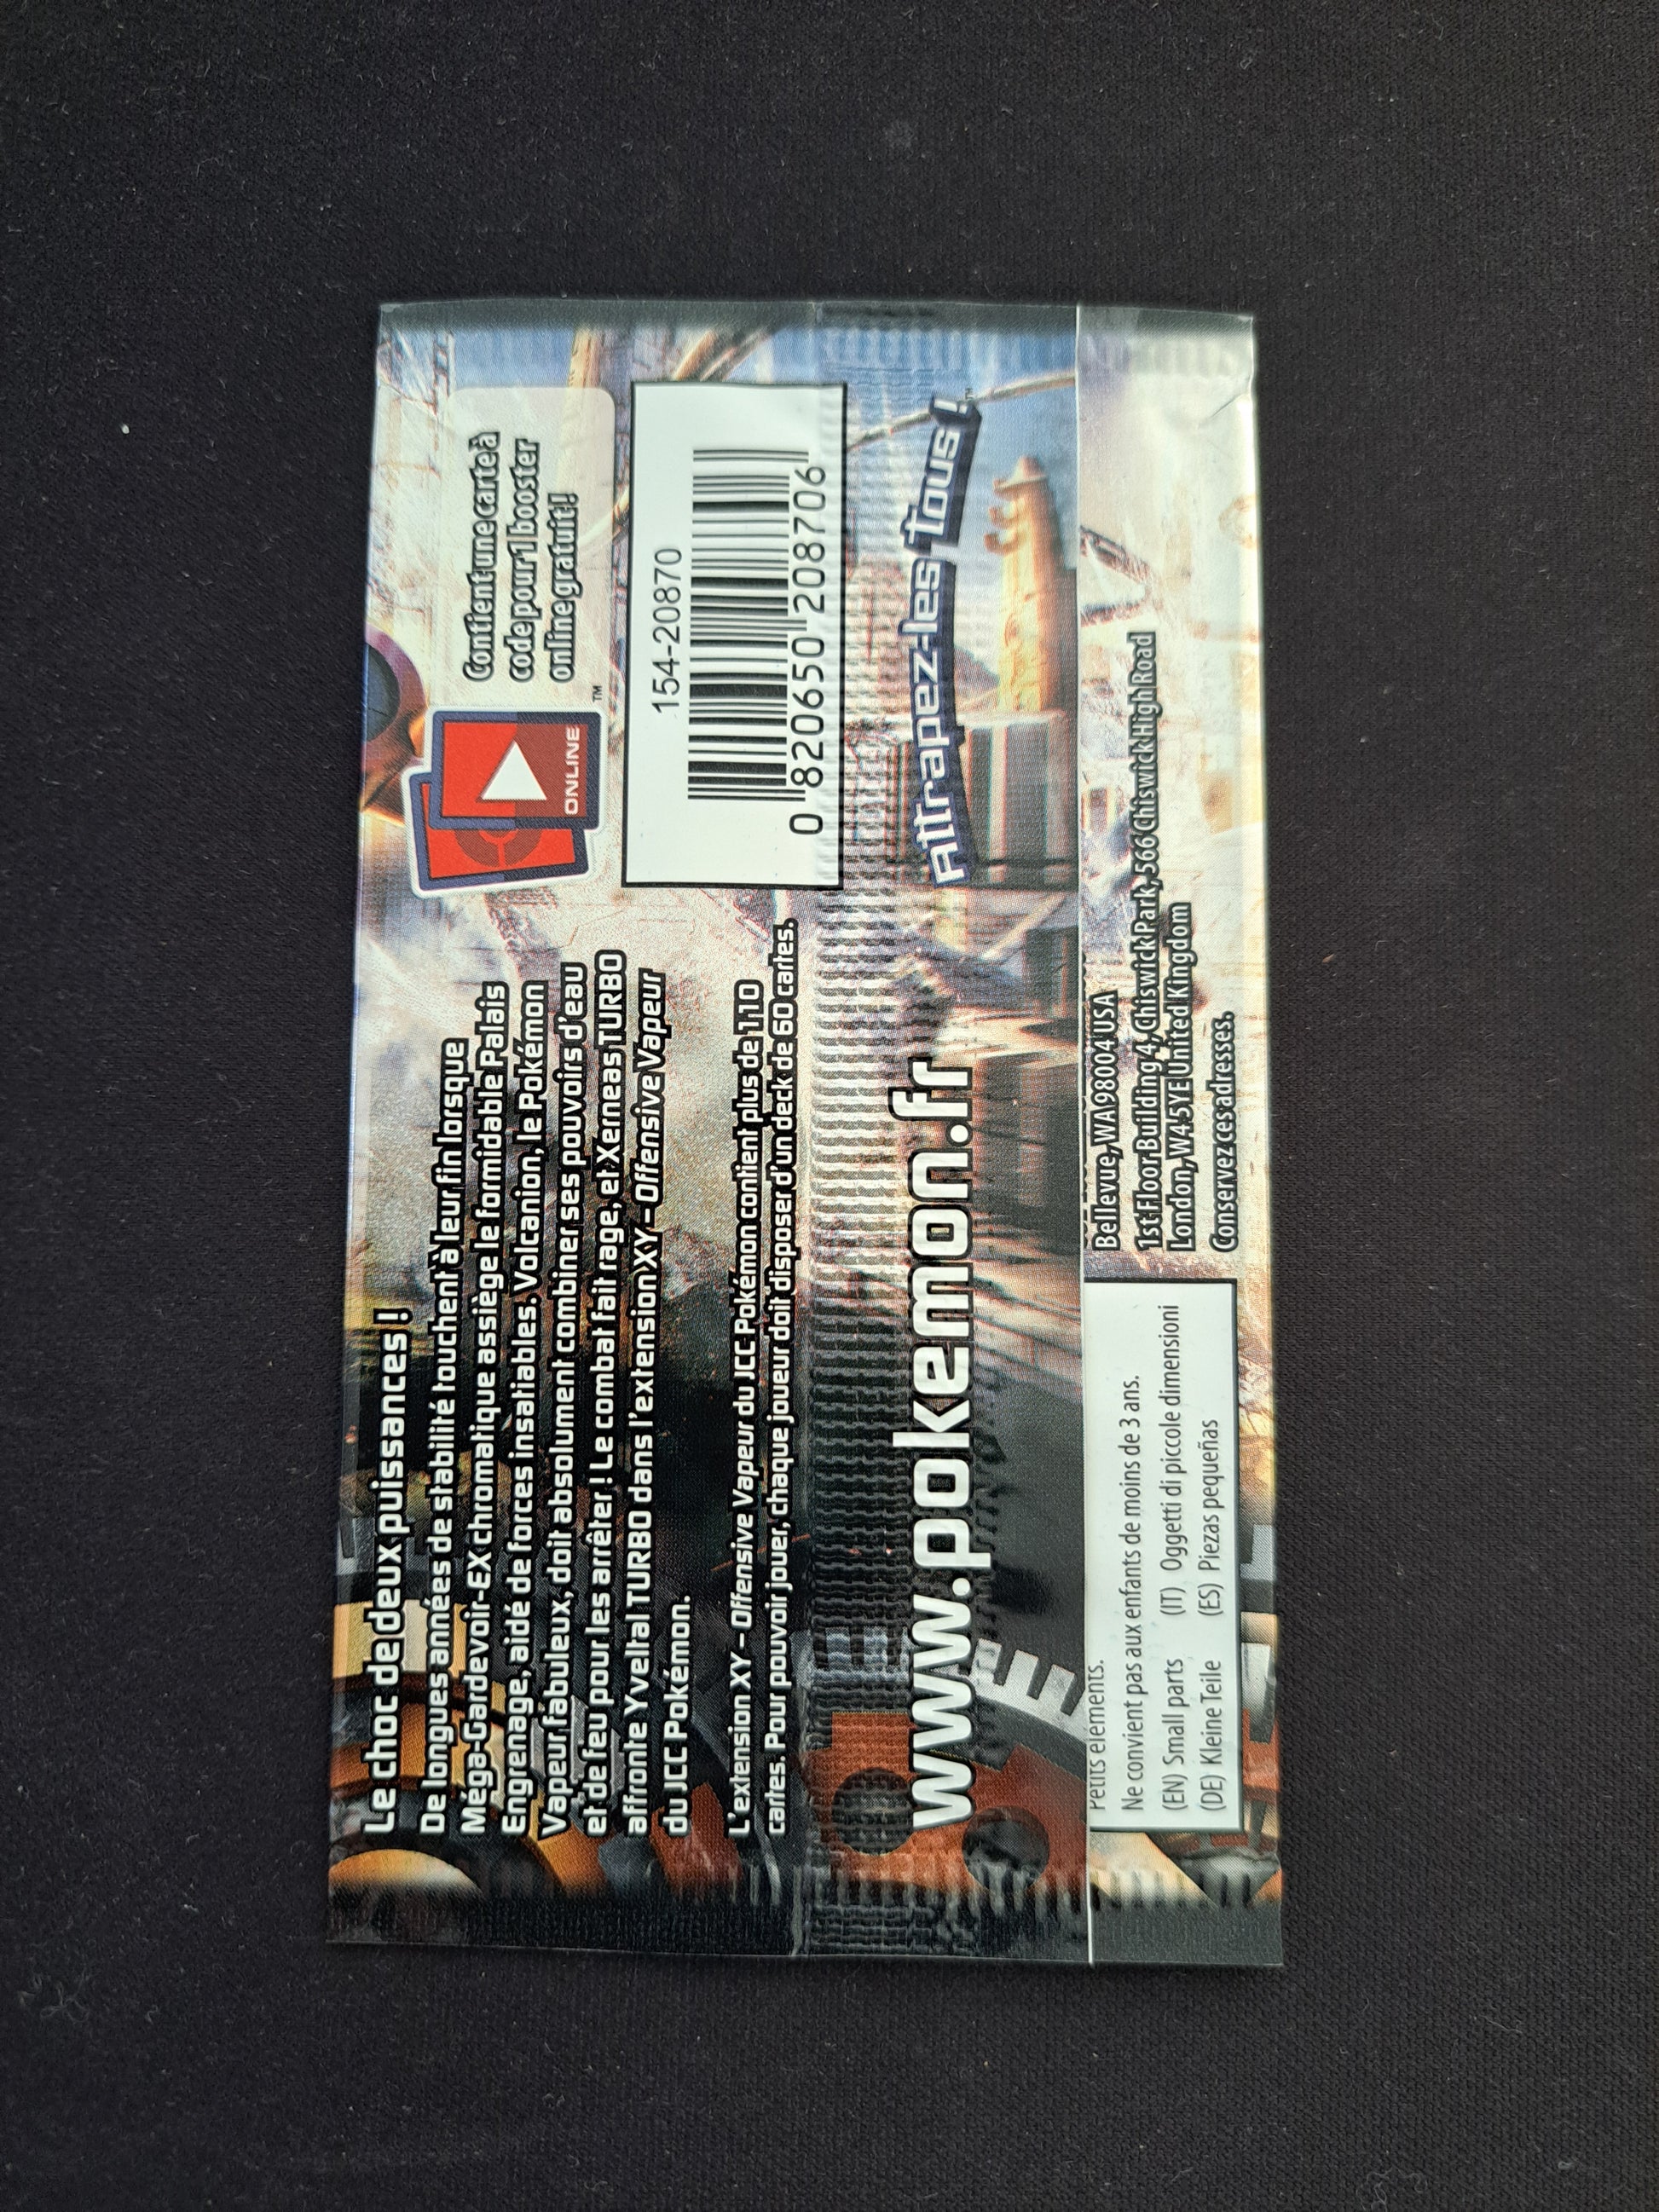 Le choc de deux puissances !
De longues années de stabilité touchent à leur fin lorsque
Méga-Gardevoir-EX chromatique assiège le formidable Palais
Engrenage, aidé de forces insatiables. Volcanion, le Pokémon
Vapeur fabuleux, doit absolument combiner ses pouvoirs d'eau
et de feu pour les arrêter ! Le combat fait rage, et Xerneas TURBO
affronte Yveltal TURBO dans l'extension XY – Offensive Vapeur
du JCC Pokémon.
L'extension XY – Offensive Vapeur du JCC Pokémon contient plus de 110
cartes. Pour pouvoir jouer, chaque joueur doit disposer d'un deck de 60 cartes.
ONLINE
™
Contient une carte à
code pour 1 booster
online gratuit !
154-20870
0 820650 208706
www.pokemon.fr
Attrapez-les tous !™
Petits éléments.
Ne convient pas aux enfants de moins de 3 ans.
(EN) Small parts (IT) Oggetti di piccole dimensioni
(DE) Kleine Teile (ES) Piezas pequeñas
Bellevue, WA 98004 USA
1st Floor Building 4, Chiswick Park, 566 Chiswick High Road
London, W4 5YE United Kingdom
Conservez ces adresses.